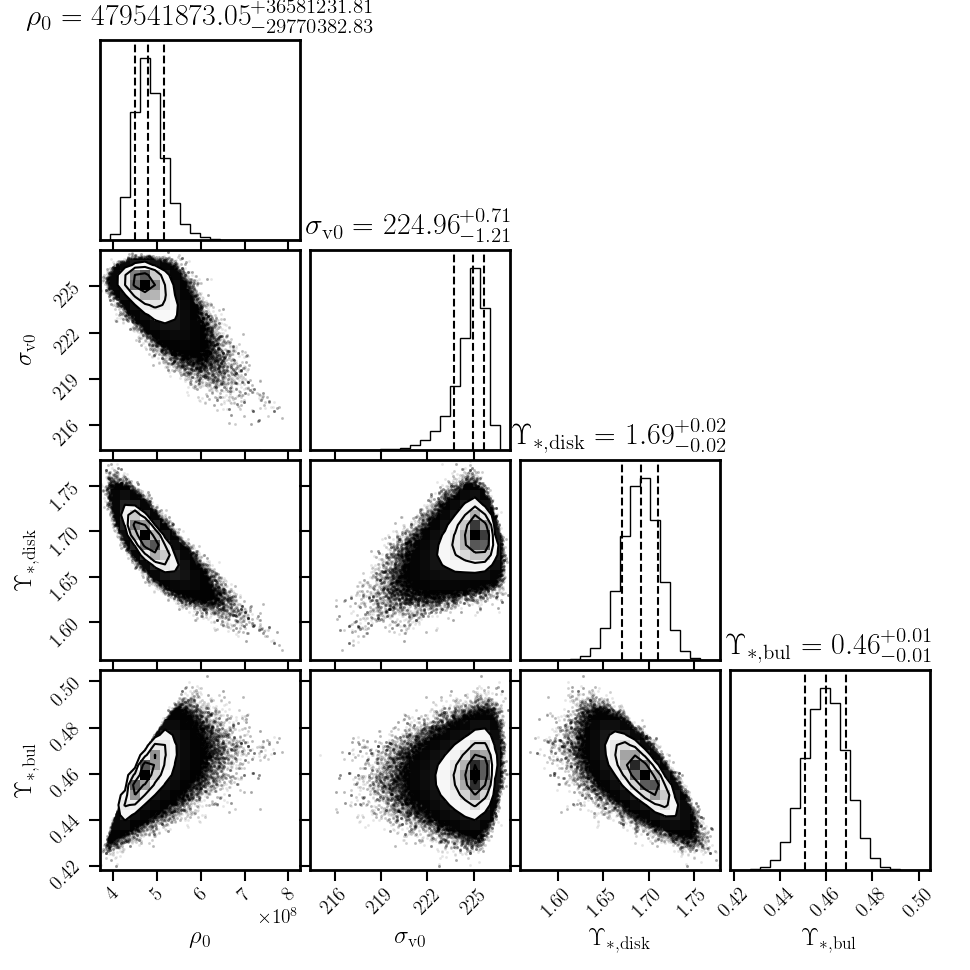 ρ₀ = 479541873.05 +36581231.81 −29770382.83
σᵥ₀ = 224.96 +0.71 −1.21
225
222
219
216
σᵥ₀
ϒ∗,disk = 1.69 +0.02 −0.02
1.75
1.70
1.65
1.60
ϒ∗,disk
ϒ∗,bul = 0.46 +0.01 −0.01
0.50
0.48
0.46
0.44
0.42
ϒ∗,bul
4 5 6 8
×10⁸
ρ₀
216 219 222 225
σᵥ₀
1.60 1.65 1.70 1.75
ϒ∗,disk
0.42 0.44 0.46 0.48 0.50
ϒ∗,bul